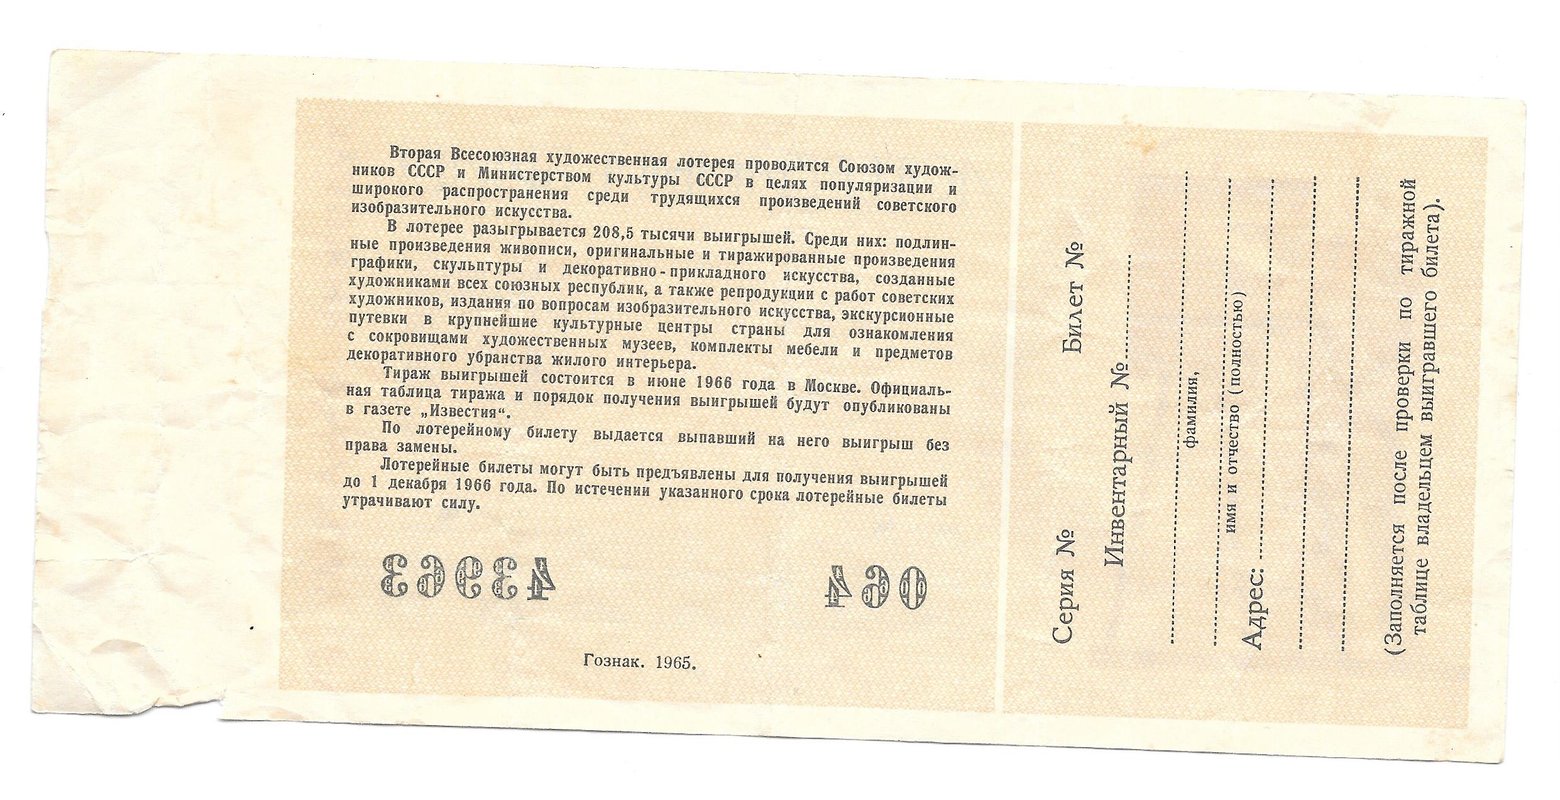 Вторая Всесоюзная художественная лотерея проводится Союзом худож-
ников СССР и Министерством культуры СССР в целях популяризации и
широкого распространения среди трудящихся произведений советского
изобразительного искусства.
В лотерее разыгрывается 208,5 тысячи выигрышей. Среди них: подлин-
ные произведения живописи, оригинальные и тиражированные произведения
графики, скульптуры и декоративно-прикладного искусства, созданные
художниками всех союзных республик, а также репродукции с работ советских
художников, издания по вопросам изобразительного искусства, экскурсионные
путевки в крупнейшие культурные центры страны для ознакомления
с сокровищами художественных музеев, комплекты мебели и предметов
декоративного убранства жилого интерьера.
Тираж выигрышей состоится в июне 1966 года в Москве. Официаль-
ная таблица тиража и порядок получения выигрышей будут опубликованы
в газете „Известия“.
По лотерейному билету выдается выпавший на него выигрыш без
права замены.
Лотерейные билеты могут быть предъявлены для получения выигрышей
до 1 декабря 1966 года. По истечении указанного срока лотерейные билеты
утрачивают силу.
Гознак. 1965.
Серия № Билет №
Инвентарный №
фамилия,
имя и отчество (полностью)
Адрес:
(Заполняется после проверки по тиражной
таблице владельцем выигравшего билета).